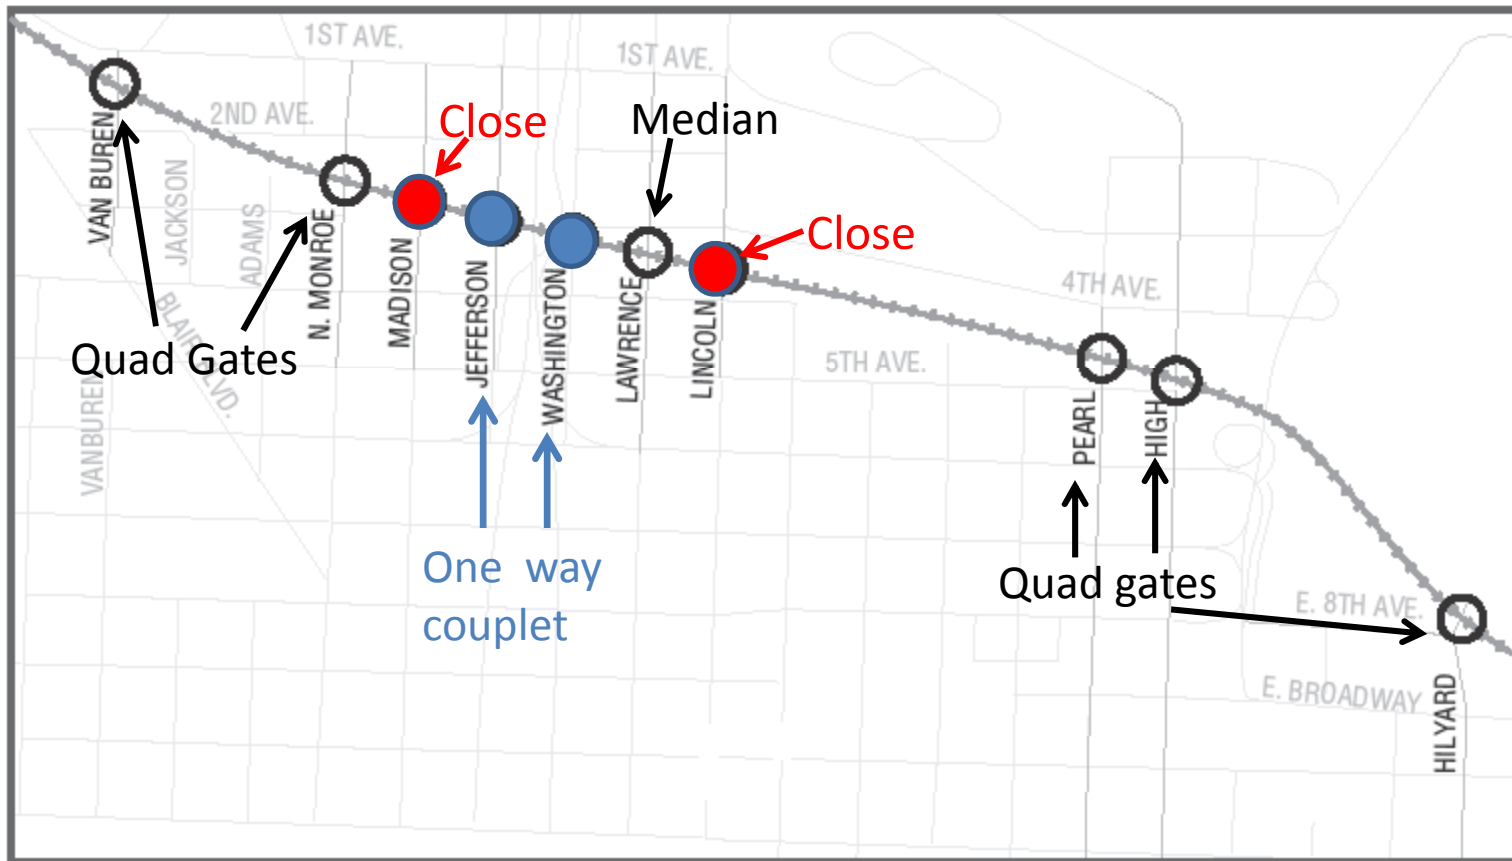 1ST AVE.
1ST AVE.
2ND AVE.
Close
Median
VAN BUREN
JACKSON
ADAMS
N. MONROE
MADISON
JEFFERSON
WASHINGTON
LAWRENCE
LINCOLN
Close
4TH AVE.
5TH AVE.
BLAIR BLVD.
Quad Gates
VANBUREN
PEARL
HIGH
One way
couplet
Quad gates
E. 8TH AVE.
E. BROADWAY
HILYARD